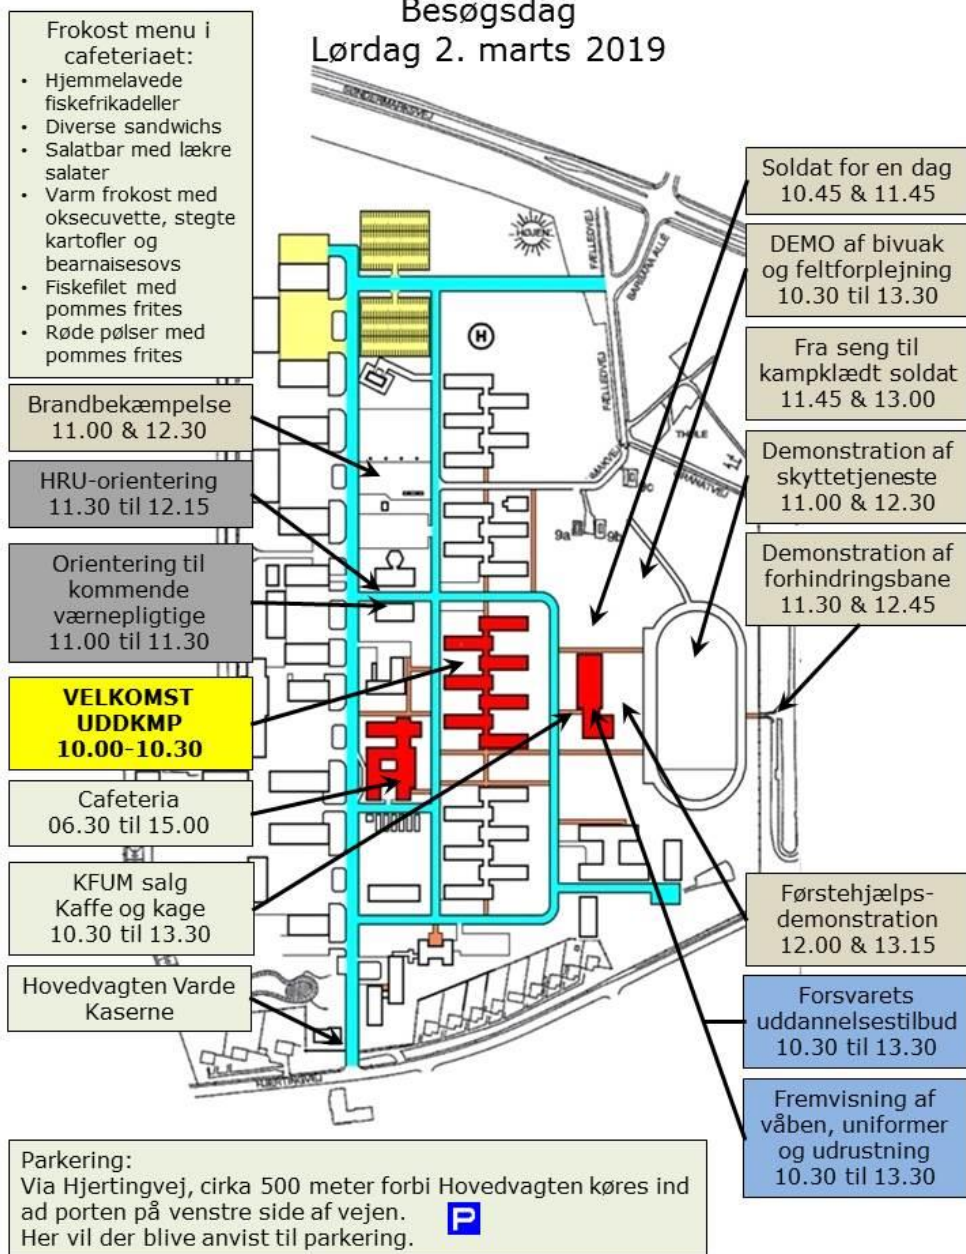 Besøgsdag
Lørdag 2. marts 2019
Frokost menu i
cafeteriaet:
• Hjemmelavede
fiskefrikadeller
• Diverse sandwichs
• Salatbar med lækre
salater
• Varm frokost med
oksecuvette, stegte
kartofler og
bearnaisesovs
• Fiskefilet med
pommes frites
• Røde pølser med
pommes frites
Brandbekæmpelse
11.00 & 12.30
HRU-orientering
11.30 til 12.15
Orientering til
kommende
værnepligtige
11.00 til 11.30
VELKOMST
UDDKMP
10.00-10.30
Cafeteria
06.30 til 15.00
KFUM salg
Kaffe og kage
10.30 til 13.30
Hovedvagten Varde
Kaserne
SØNDERMARKSVEJ
HØJEN
FÆLLEDVEJ
BARBARA ALLE
H
FÆLLEDVEJ
BAKVEJ
GRANATVEJ
9c
9a
9b
HJERTINGVEJ
Soldat for en dag
10.45 & 11.45
DEMO af bivuak
og feltforplejning
10.30 til 13.30
Fra seng til
kampklædt soldat
11.45 & 13.00
Demonstration af
skyttetjeneste
11.00 & 12.30
Demonstration af
forhindringsbane
11.30 & 12.45
Førstehjælps-
demonstration
12.00 & 13.15
Forsvarets
uddannelsestilbud
10.30 til 13.30
Fremvisning af
våben, uniformer
og udrustning
10.30 til 13.30
Parkering:
Via Hjertingvej, cirka 500 meter forbi Hovedvagten køres ind
ad porten på venstre side af vejen.
P
Her vil der blive anvist til parkering.